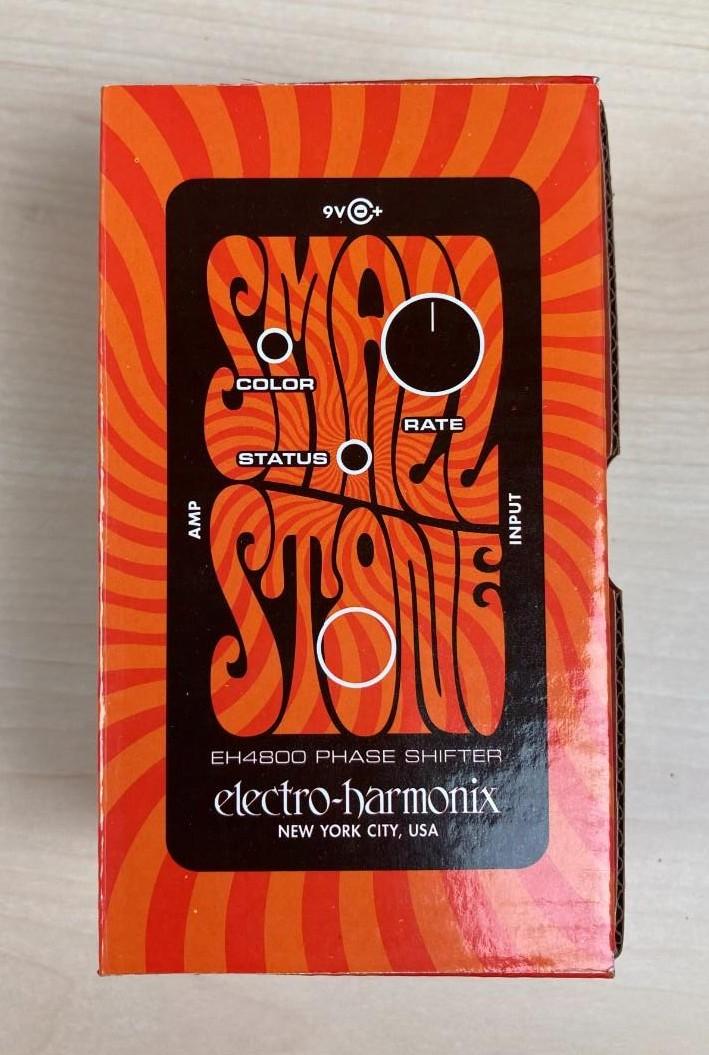 9V +
SMALL
COLOR
RATE
STATUS
AMP
INPUT
STONE
EH4800 PHASE SHIFTER
electro-harmonix
NEW YORK CITY, USA